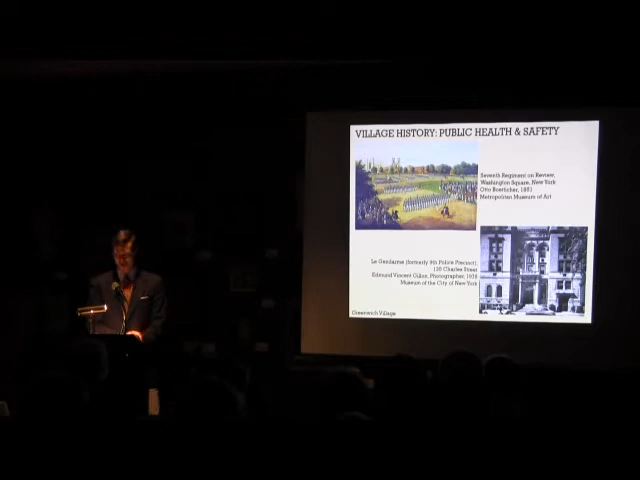 VILLAGE HISTORY: PUBLIC HEALTH & SAFETY
Seventh Regiment on Review,
Washington Square, New York
Otto Boetticher, 1851
Metropolitan Museum of Art
Le Gendarme (formerly 9th Police Precinct),
135 Charles Street
Edmund Vincent Gillon, Photographer, 1975
Museum of the City of New York
Greenwich Village